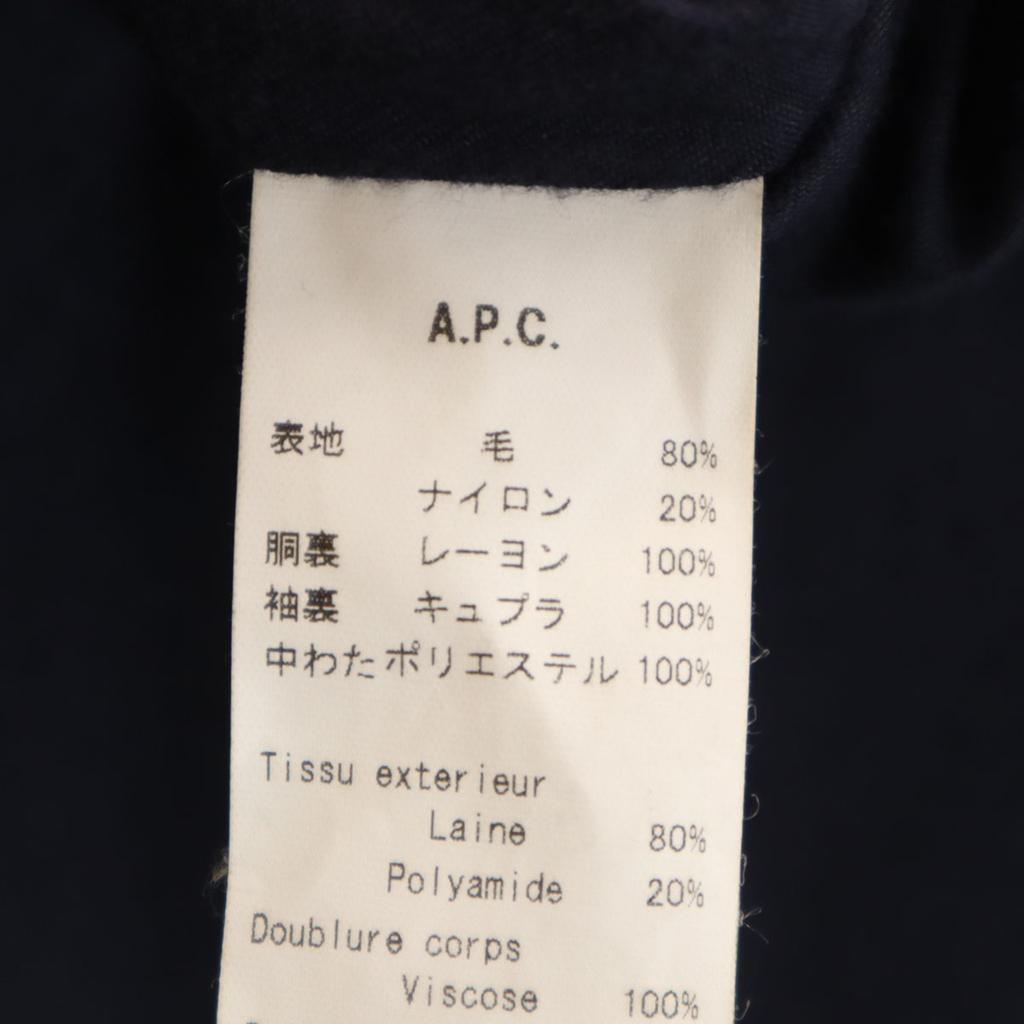 A.P.C.
表地 毛 80%
ナイロン 20%
胴裏 レーヨン 100%
袖裏 キュプラ 100%
中わた ポリエステル 100%
Tissu exterieur
Laine 80%
Polyamide 20%
Doublure corps
Viscose 100%